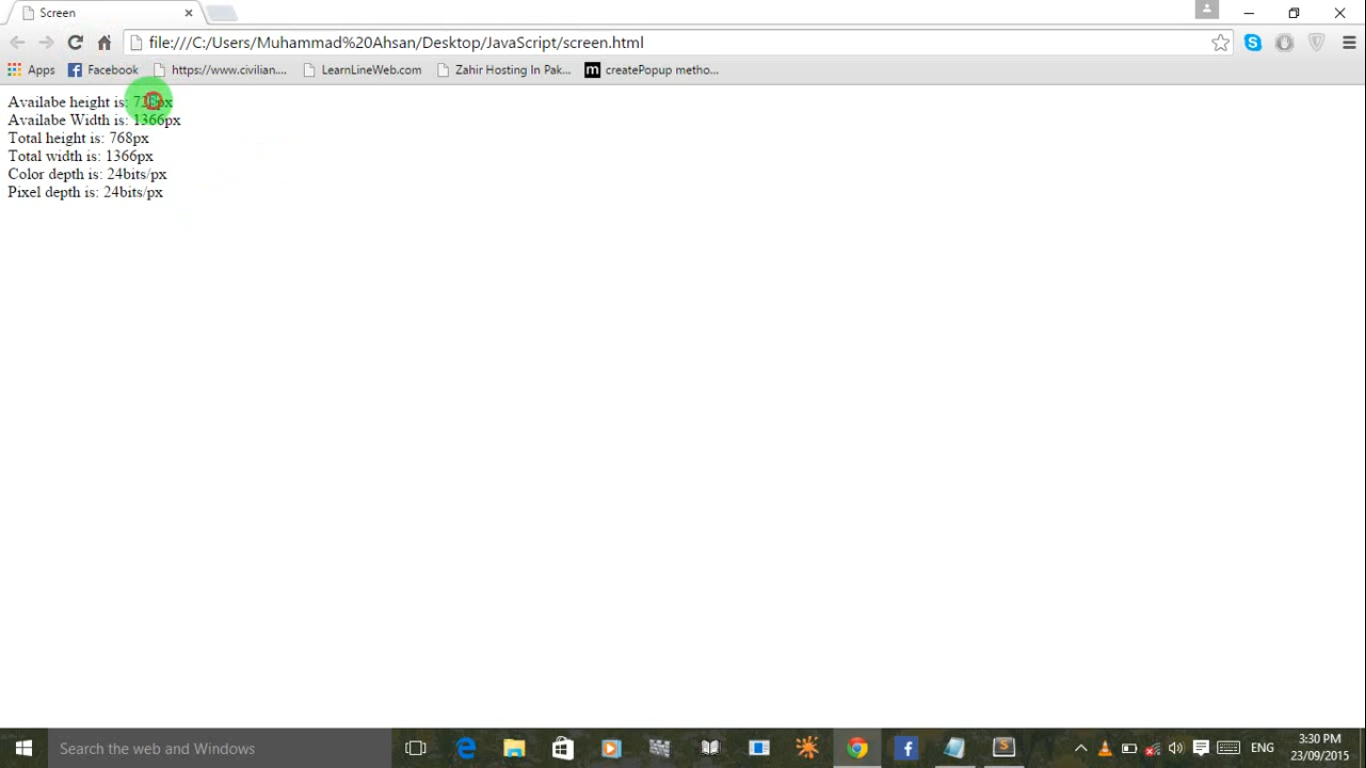 Screen
file:///C:/Users/Muhammad%20Ahsan/Desktop/JavaScript/screen.html
Apps Facebook https://www.civilian.... LearnLineWeb.com Zahir Hosting In Pak... m createPopup metho...
Availabe height is: 728px
Availabe Width is: 1366px
Total height is: 768px
Total width is: 1366px
Color depth is: 24bits/px
Pixel depth is: 24bits/px
Search the web and Windows
ENG
3:30 PM
23/09/2015